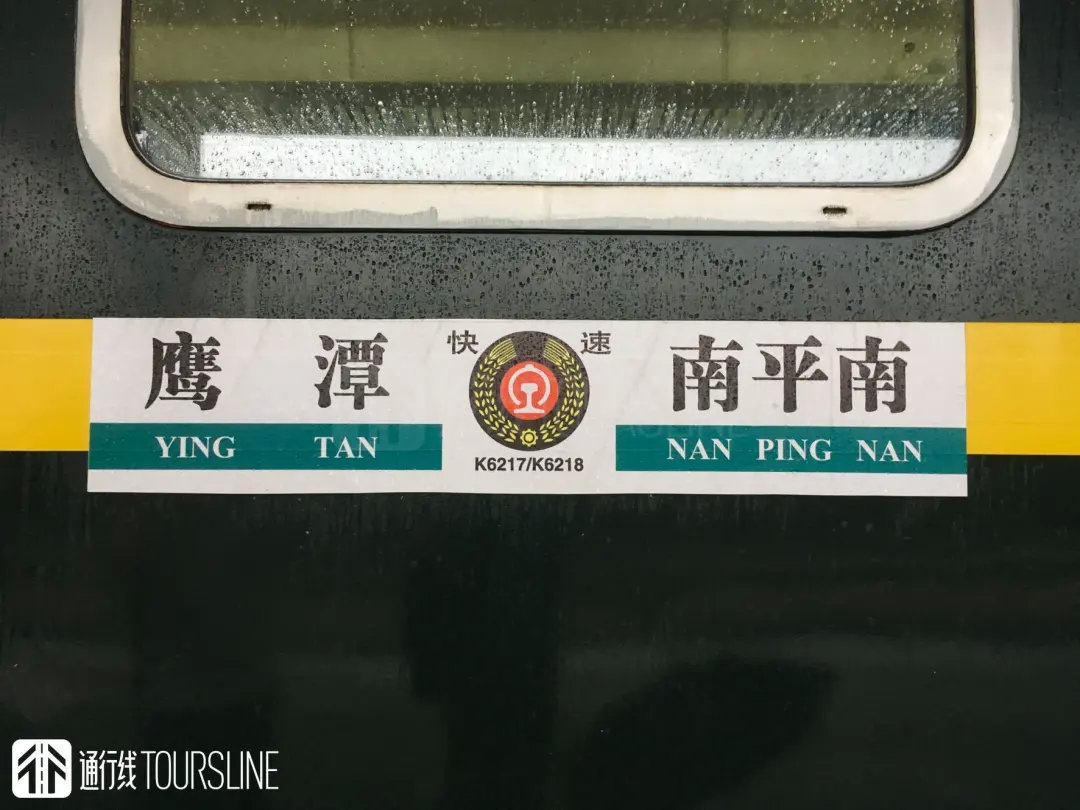 鹰潭 快速 南平南
YING TAN K6217/K6218 NAN PING NAN
通行线 TOURSLINE